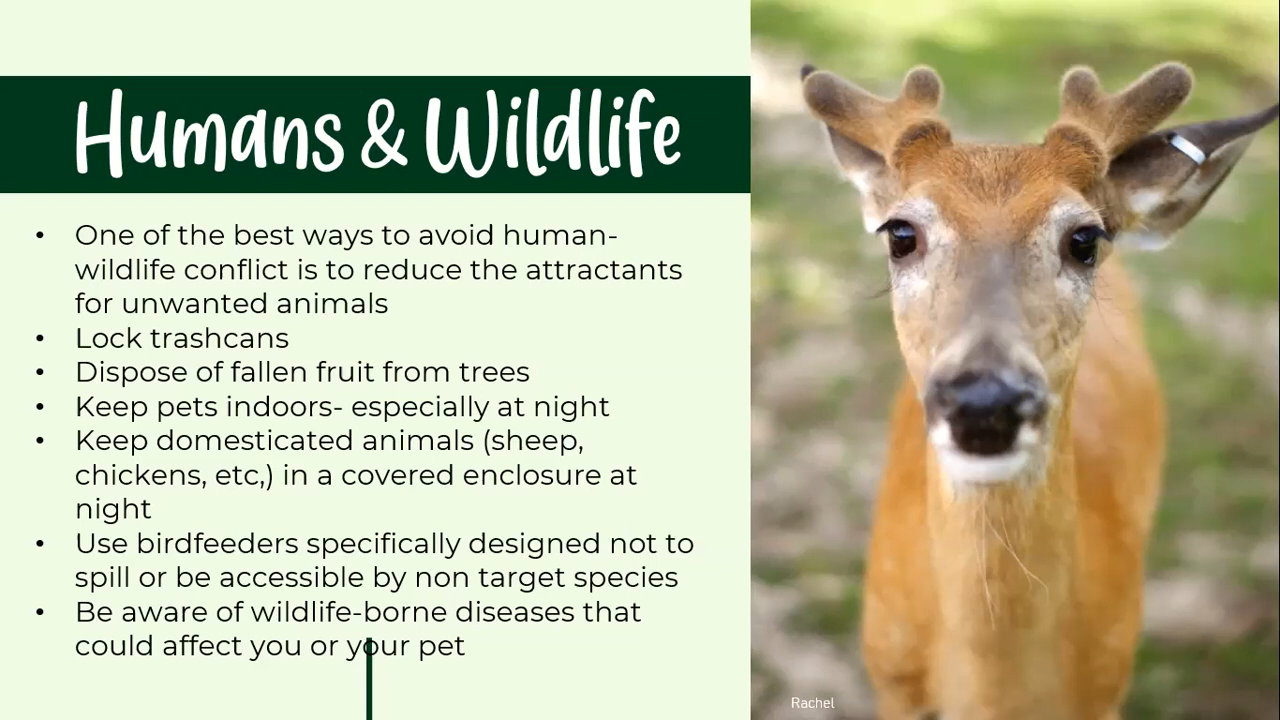 Humans & Wildlife
• One of the best ways to avoid human-
wildlife conflict is to reduce the attractants
for unwanted animals
• Lock trashcans
• Dispose of fallen fruit from trees
• Keep pets indoors- especially at night
• Keep domesticated animals (sheep,
chickens, etc,) in a covered enclosure at
night
• Use birdfeeders specifically designed not to
spill or be accessible by non target species
• Be aware of wildlife-borne diseases that
could affect you or your pet
Rachel